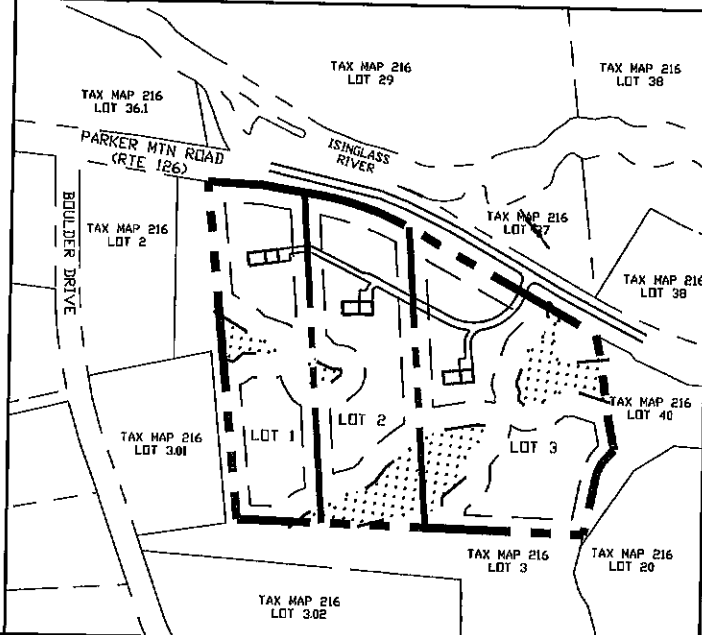 TAX MAP 216
LOT 29
TAX MAP 216
LOT 38
TAX MAP 216
LOT 36.1
PARKER MTN ROAD
(RTE 126)
ISINGLASS
RIVER
BOULDER DRIVE
TAX MAP 216
LOT 2
TAX MAP 216
LOT 37
TAX MAP 216
LOT 38
TAX MAP 216
LOT 40
TAX MAP 216
LOT 3.01
LOT 1
LOT 2
LOT 3
TAX MAP 216
LOT 3
TAX MAP 216
LOT 20
TAX MAP 216
LOT 3.02